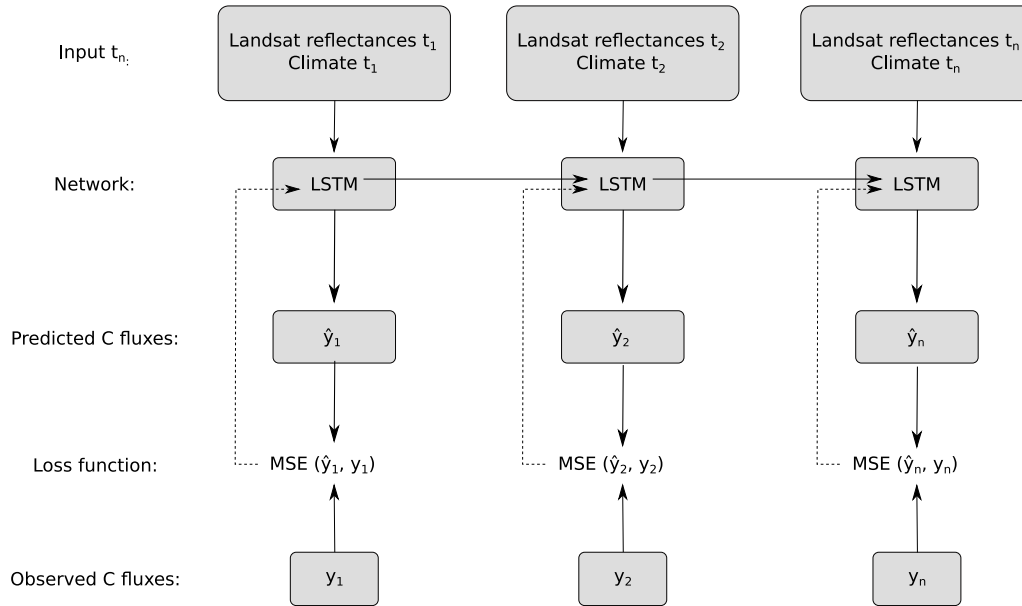 Input tₙ:
Landsat reflectances t₁
Climate t₁
Landsat reflectances t₂
Climate t₂
Landsat reflectances tₙ
Climate tₙ
Network:
LSTM
LSTM
LSTM
Predicted C fluxes:
ŷ₁
ŷ₂
ŷₙ
Loss function:
MSE (ŷ₁, y₁)
MSE (ŷ₂, y₂)
MSE (ŷₙ, yₙ)
Observed C fluxes:
y₁
y₂
yₙ